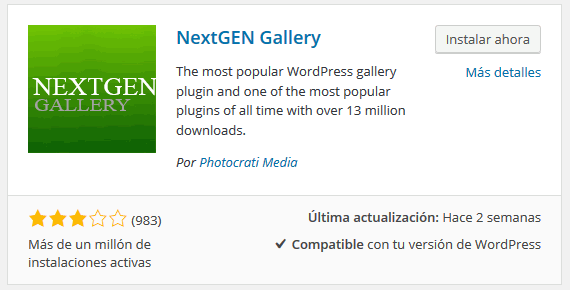 NEXTGEN
GALLERY
NextGEN Gallery
Instalar ahora
Más detalles
The most popular WordPress gallery
plugin and one of the most popular
plugins of all time with over 13 million
downloads.
Por Photocrati Media
(983)
Más de un millón de
instalaciones activas
Última actualización: Hace 2 semanas
Compatible con tu versión de WordPress